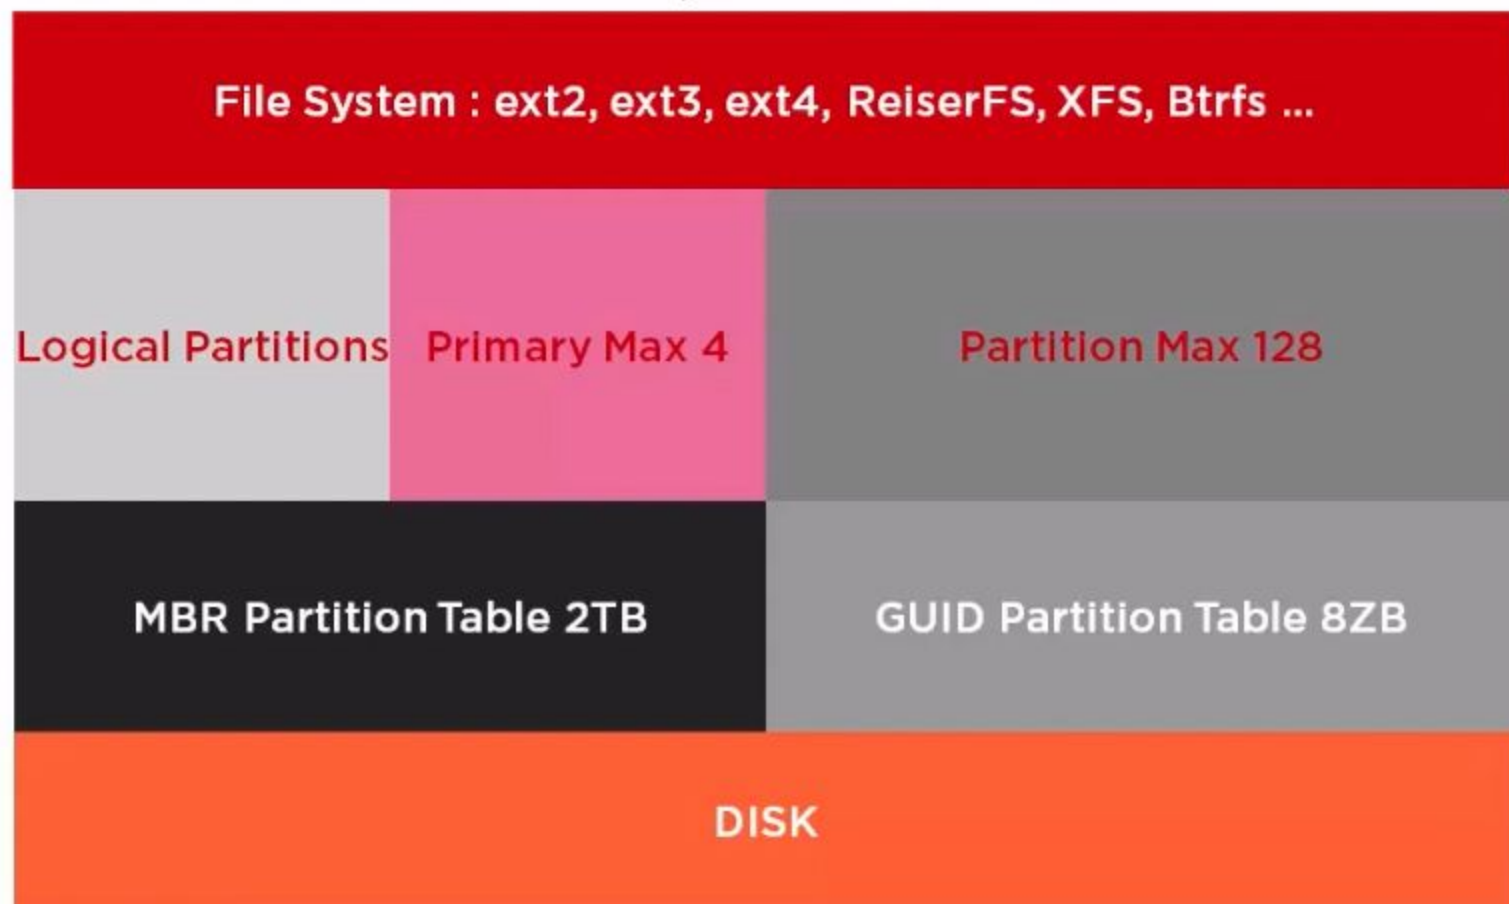 File System : ext2, ext3, ext4, ReiserFS, XFS, Btrfs ...
Logical Partitions
Primary Max 4
Partition Max 128
MBR Partition Table 2TB
GUID Partition Table 8ZB
DISK